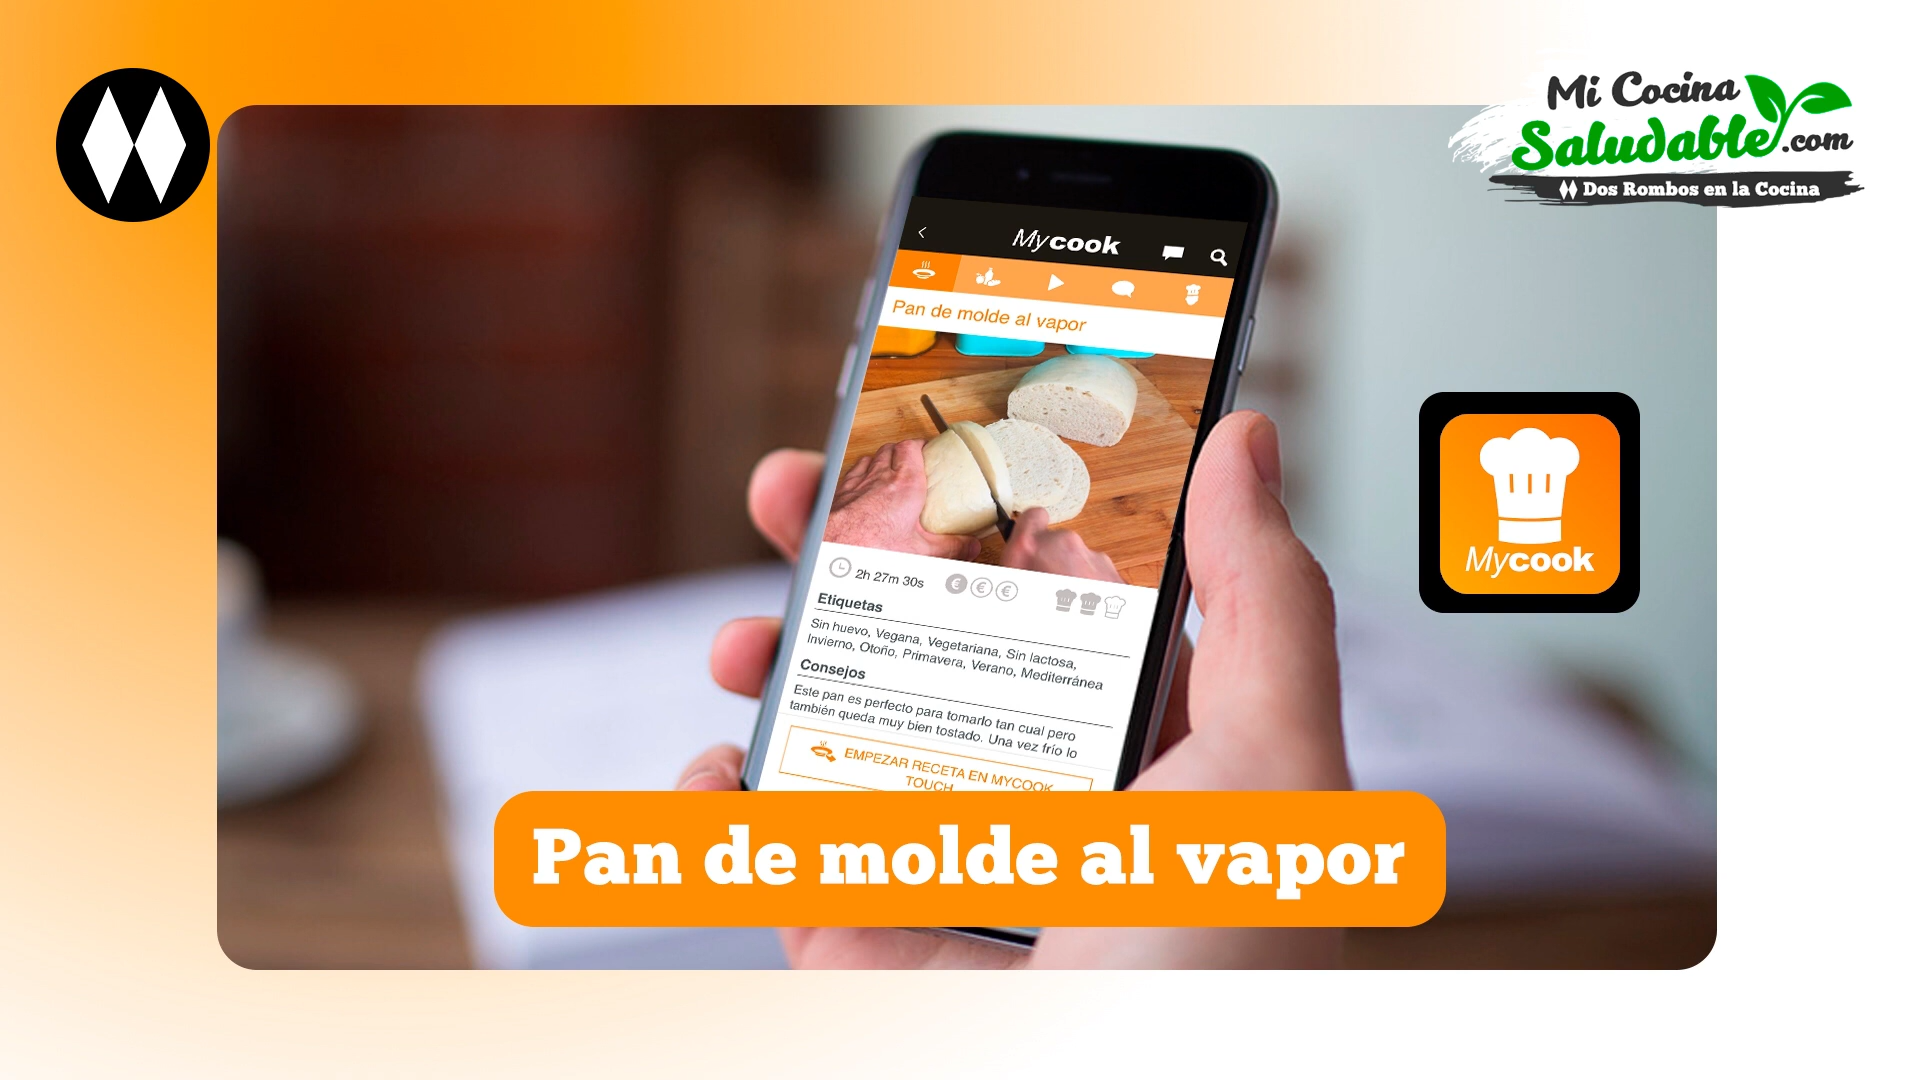 Mi Cocina
Saludable.com
Dos Rombos en la Cocina
Mycook
Pan de molde al vapor
2h 27m 30s
€ € €
Etiquetas
Sin huevo, Vegana, Vegetariana, Sin lactosa,
Invierno, Otoño, Primavera, Verano, Mediterránea
Consejos
Este pan es perfecto para tomarlo tan cual pero
también queda muy bien tostado. Una vez frío lo
EMPEZAR RECETA EN MYCOOK
TOUCH
Mycook
Pan de molde al vapor